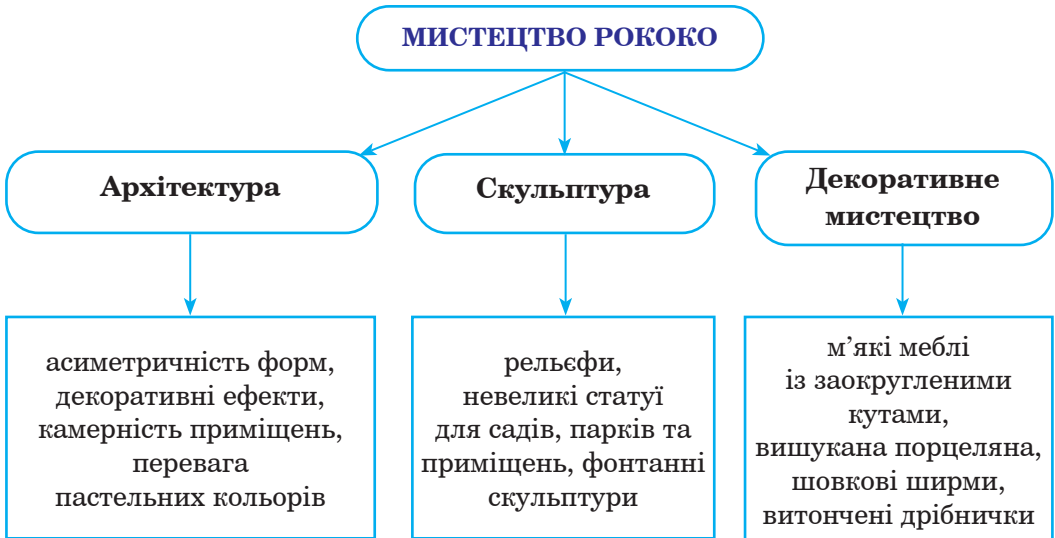 МИСТЕЦТВО РОКОКО
Архітектура
Скульптура
Декоративне
мистецтво
асиметричність форм,
декоративні ефекти,
камерність приміщень,
перевага
пастельних кольорів
рельєфи,
невеликі статуї
для садів, парків та
приміщень, фонтанні
скульптури
м’які меблі
із заокругленими
кутами,
вишукана порцеляна,
шовкові ширми,
витончені дрібнички